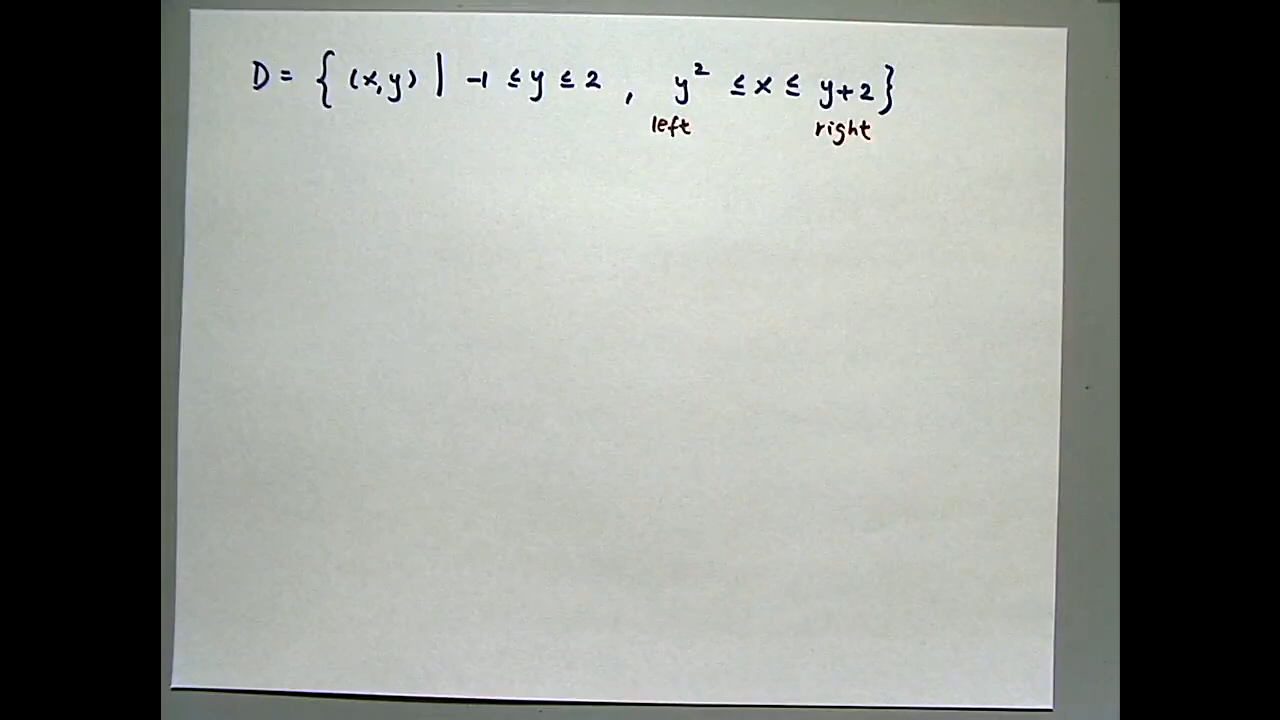 D = { (x,y) | -1 ≤ y ≤ 2 , y² ≤ x ≤ y+2}
left right